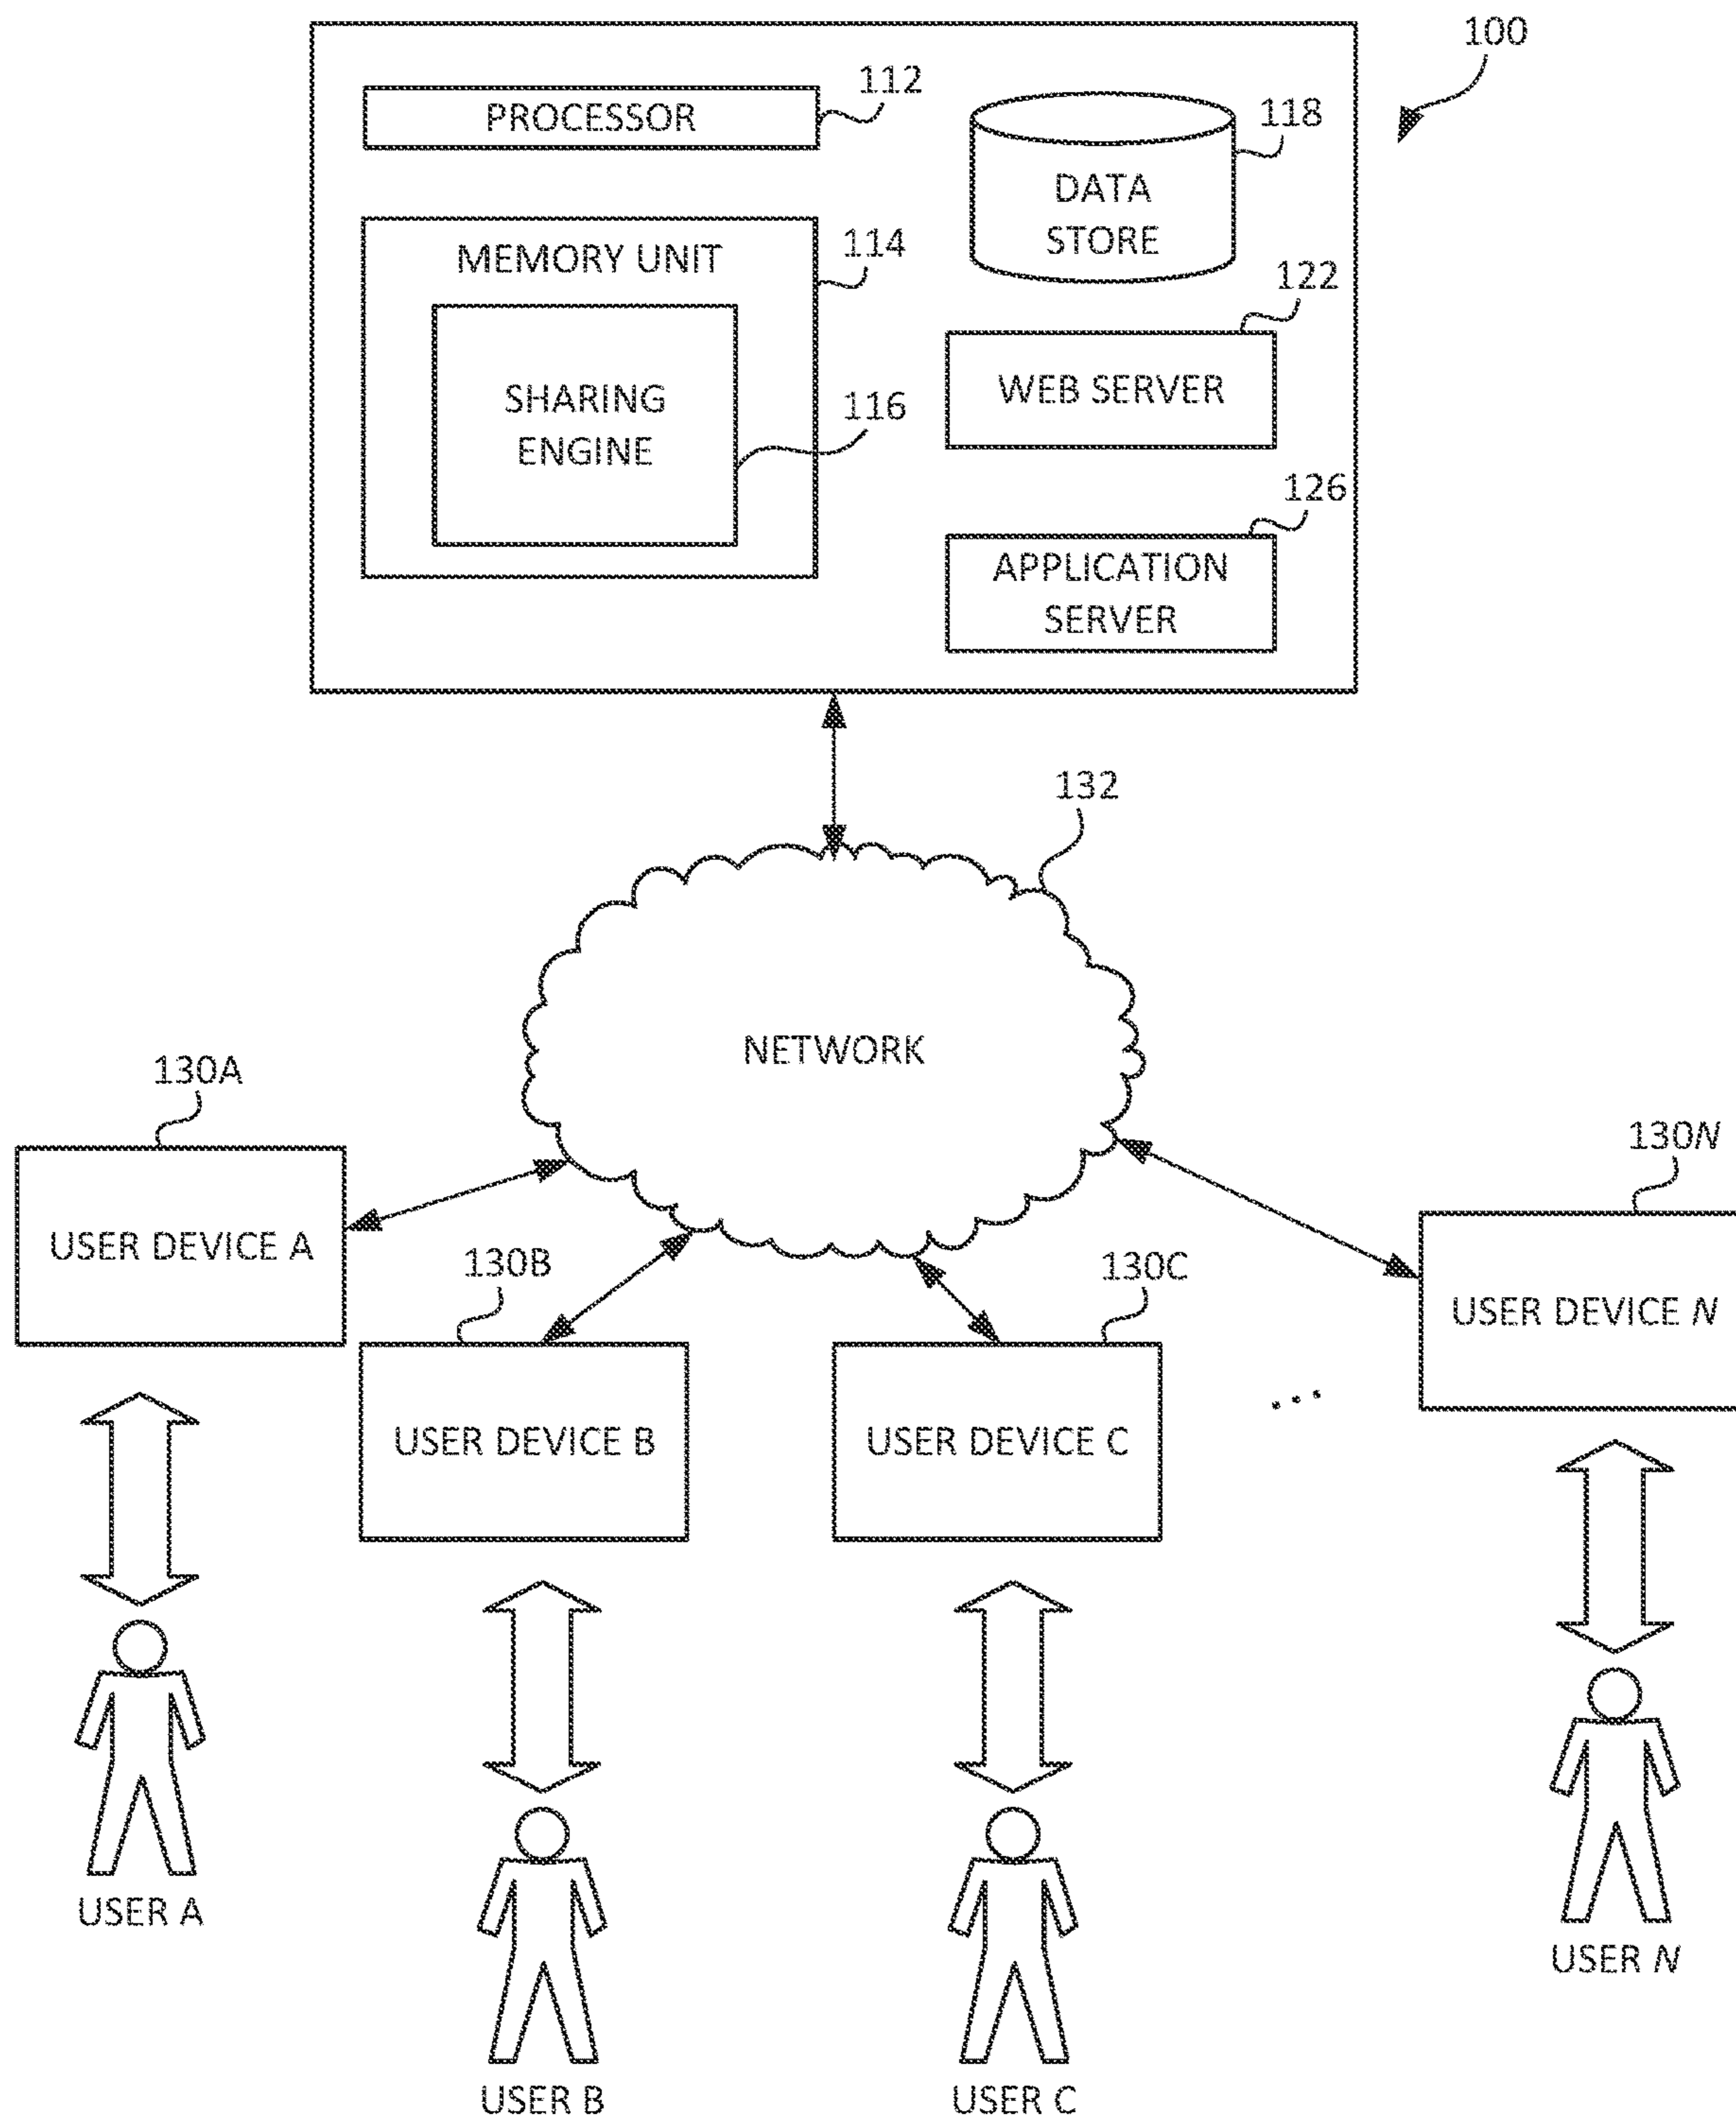 100
PROCESSOR
112
DATA
STORE
118
MEMORY UNIT
114
SHARING
ENGINE
116
WEB SERVER
122
APPLICATION
SERVER
126
132
NETWORK
130A
USER DEVICE A
130B
USER DEVICE B
130C
USER DEVICE C
...
130N
USER DEVICE N
USER A
USER B
USER C
USER N